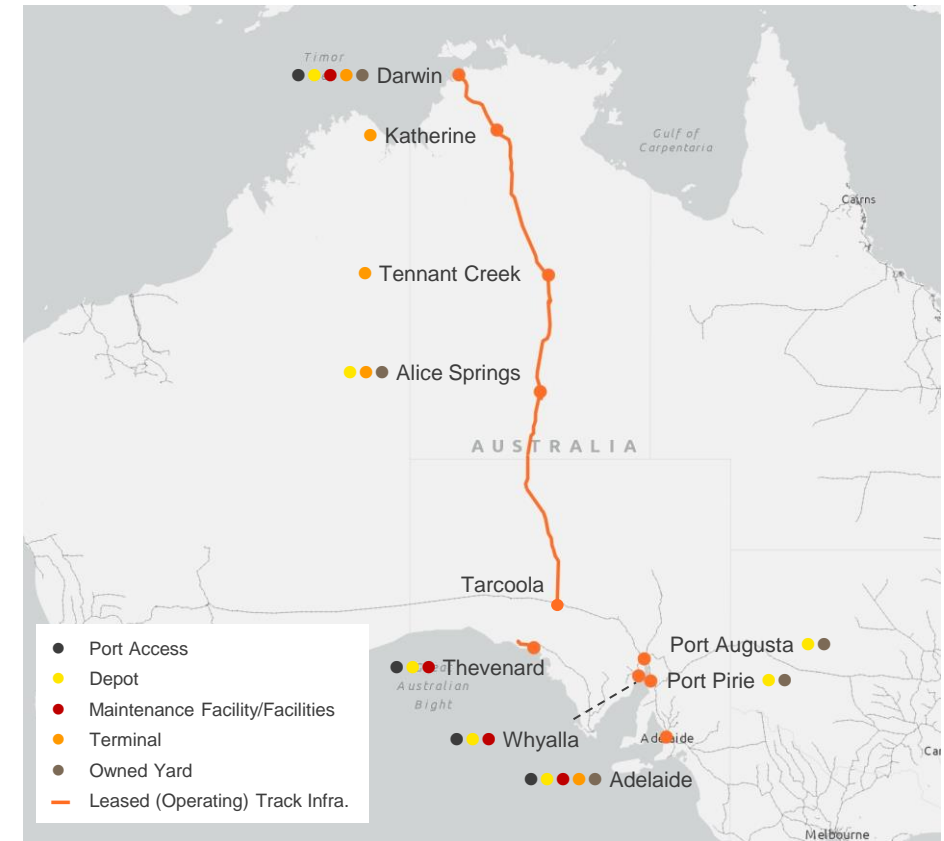 Timor
Darwin
Katherine
Gulf of
Carpentaria
Cairns
Tennant Creek
Alice Springs
AUSTRALIA
Tarcoola
Port Augusta
Port Pirie
Thevenard
Australian
Bight
Whyalla
Adelaide
Adelaide
Melbourne
Port Access
Depot
Maintenance Facility/Facilities
Terminal
Owned Yard
Leased (Operating) Track Infra.